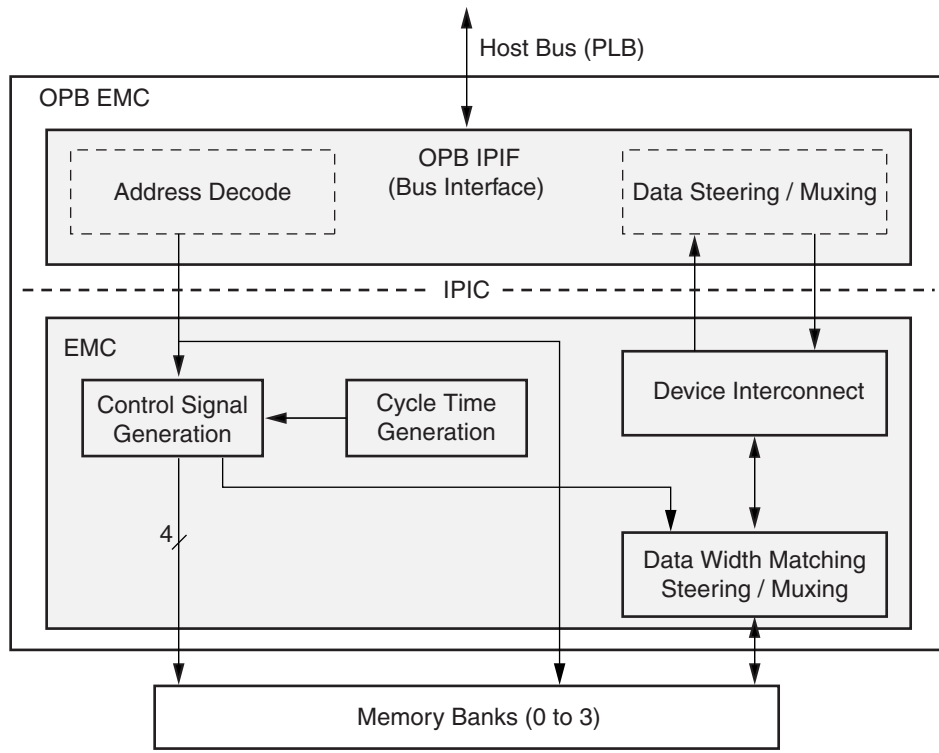 Host Bus (PLB)
OPB EMC
OPB IPIF
(Bus Interface)
Address Decode
Data Steering / Muxing
IPIC
EMC
Control Signal
Generation
Cycle Time
Generation
Device Interconnect
4
Data Width Matching
Steering / Muxing
Memory Banks (0 to 3)